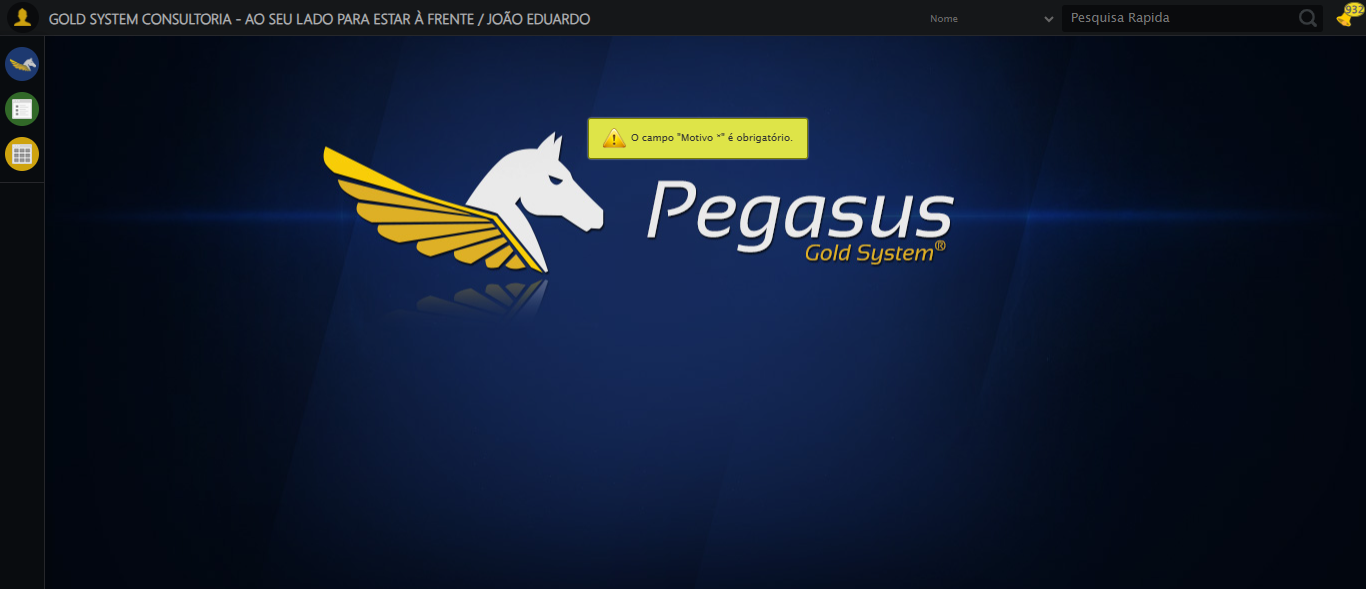 GOLD SYSTEM CONSULTORIA - AO SEU LADO PARA ESTAR À FRENTE / JOÃO EDUARDO
Nome
Pesquisa Rapida
932
O campo "Motivo *" é obrigatório.
Pegasus
Gold System®